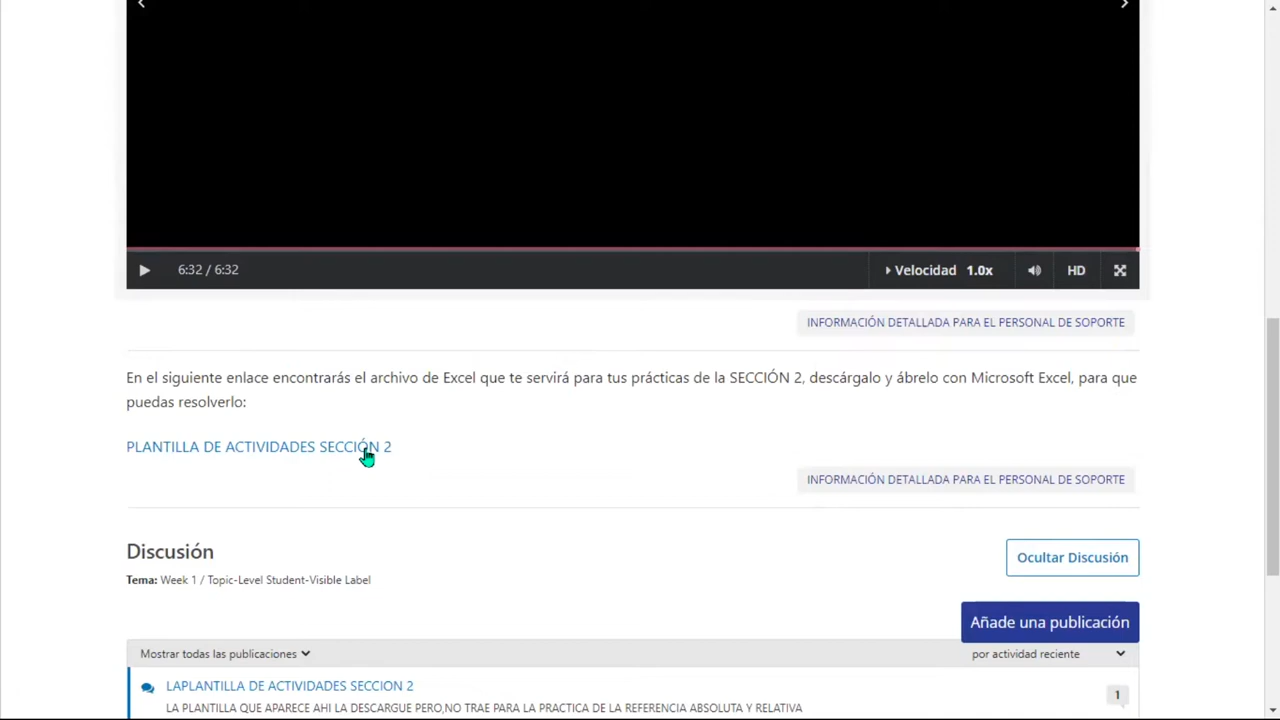 6:32 / 6:32
Velocidad 1.0x
HD
INFORMACIÓN DETALLADA PARA EL PERSONAL DE SOPORTE
En el siguiente enlace encontrarás el archivo de Excel que te servirá para tus prácticas de la SECCIÓN 2, descárgalo y ábrelo con Microsoft Excel, para que
puedas resolverlo:
PLANTILLA DE ACTIVIDADES SECCIÓN 2
INFORMACIÓN DETALLADA PARA EL PERSONAL DE SOPORTE
Discusión
Ocultar Discusión
Tema: Week 1 / Topic-Level Student-Visible Label
Añade una publicación
Mostrar todas las publicaciones
por actividad reciente
LAPLANTILLA DE ACTIVIDADES SECCION 2
1
LA PLANTILLA QUE APARECE AHI LA DESCARGUE PERO,NO TRAE PARA LA PRACTICA DE LA REFERENCIA ABSOLUTA Y RELATIVA